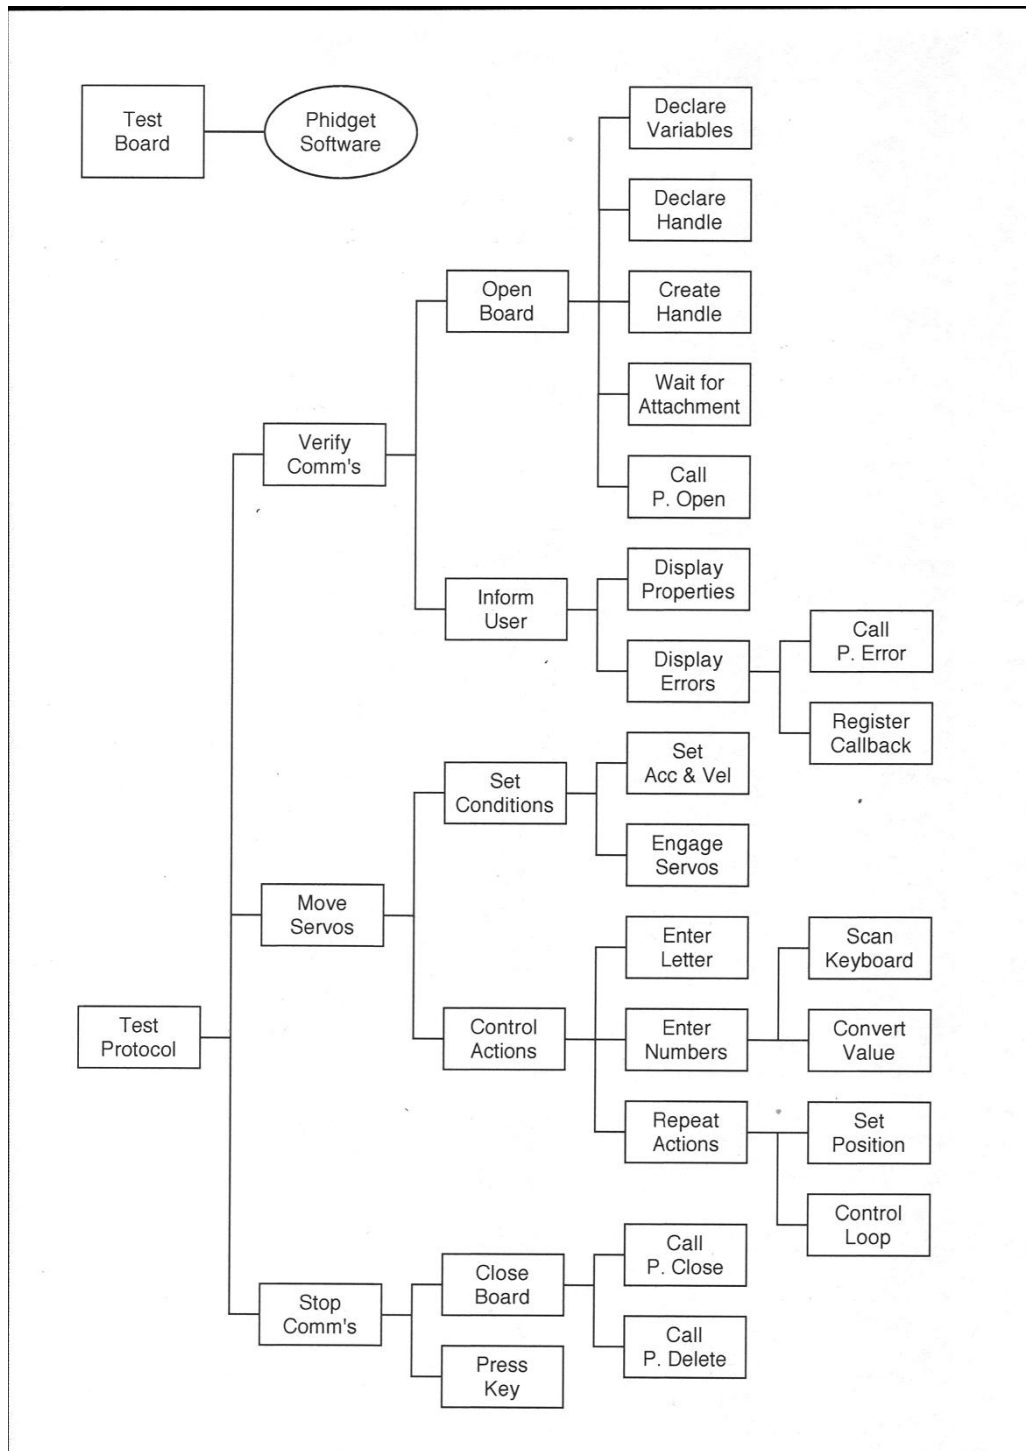 Test
Board
Phidget
Software
Declare
Variables
Declare
Handle
Open
Board
Create
Handle
Wait for
Attachment
Verify
Comm's
Call
P. Open
Inform
User
Display
Properties
Display
Errors
Call
P. Error
Register
Callback
Set
Conditions
Set
Acc & Vel
Engage
Servos
Move
Servos
Enter
Letter
Scan
Keyboard
Test
Protocol
Control
Actions
Enter
Numbers
Convert
Value
Repeat
Actions
Set
Position
Control
Loop
Stop
Comm's
Close
Board
Call
P. Close
Press
Key
Call
P. Delete